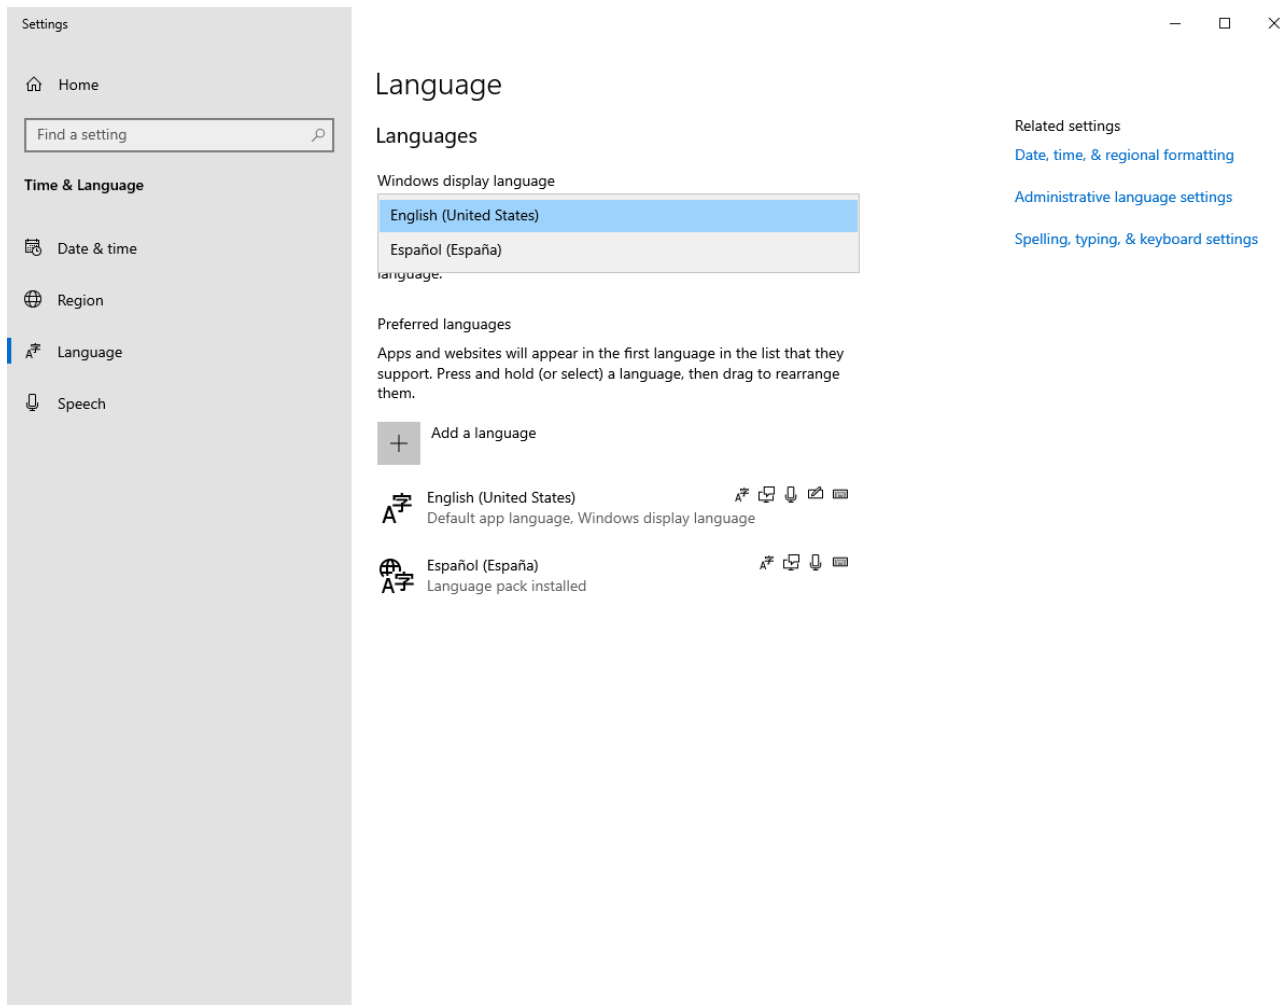 Settings
Home
Find a setting
Time & Language
Date & time
Region
Language
Speech
Language
Languages
Windows display language
English (United States)
Español (España)
language.
Preferred languages
Apps and websites will appear in the first language in the list that they
support. Press and hold (or select) a language, then drag to rearrange
them.
Add a language
English (United States)
Default app language, Windows display language
Español (España)
Language pack installed
Related settings
Date, time, & regional formatting
Administrative language settings
Spelling, typing, & keyboard settings